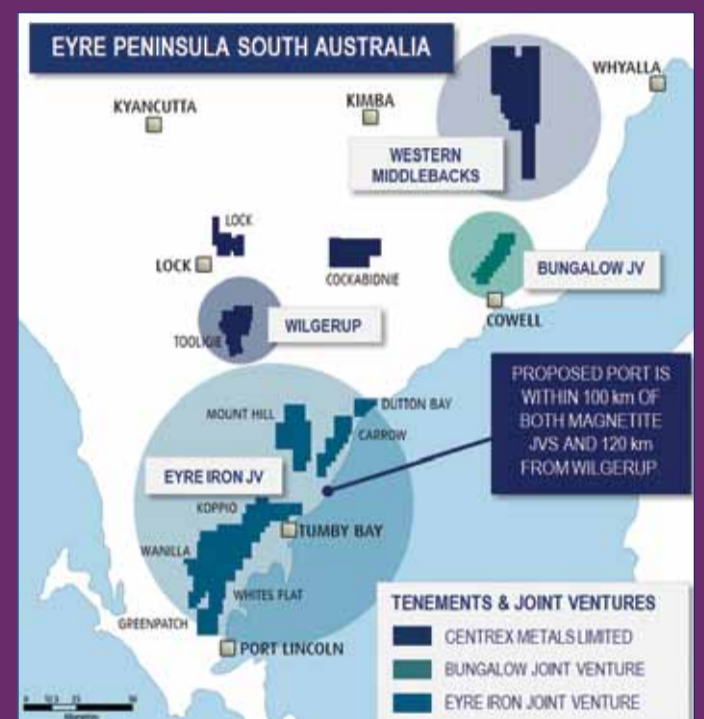 EYRE PENINSULA SOUTH AUSTRALIA
WHYALLA
KYANCUTTA
KIMBA
WESTERN
MIDDLEBACKS
LOCK
LOCK
COCKABIDNIE
BUNGALOW JV
COWELL
WILGERUP
TOOLIGIE
PROPOSED PORT IS
WITHIN 100 km OF
BOTH MAGNETITE
JVS AND 120 km
FROM WILGERUP
DUTTON BAY
MOUNT HILL
CARROW
EYRE IRON JV
KOPPIO
TUMBY BAY
WANILLA
WHITES FLAT
GREENPATCH
PORT LINCOLN
TENEMENTS & JOINT VENTURES
CENTREX METALS LIMITED
BUNGALOW JOINT VENTURE
EYRE IRON JOINT VENTURE